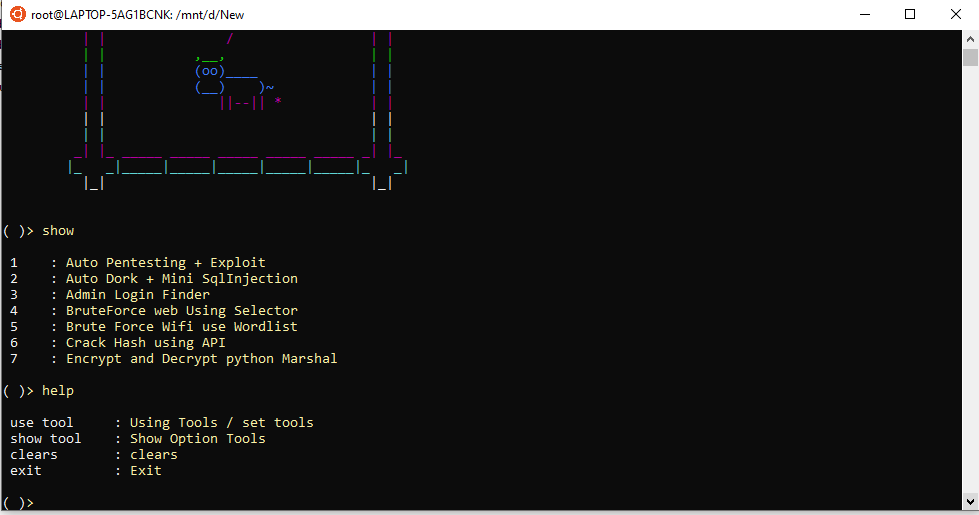 root@LAPTOP-5AG1BCNK: /mnt/d/New
,__,
(oo)____
(__)    )~
||--|| *
( )> show
1    : Auto Pentesting + Exploit
2    : Auto Dork + Mini SqlInjection
3    : Admin Login Finder
4    : BruteForce web Using Selector
5    : Brute Force Wifi use Wordlist
6    : Crack Hash using API
7    : Encrypt and Decrypt python Marshal
( )> help
use tool     : Using Tools / set tools
show tool    : Show Option Tools
clears       : clears
exit         : Exit
( )>